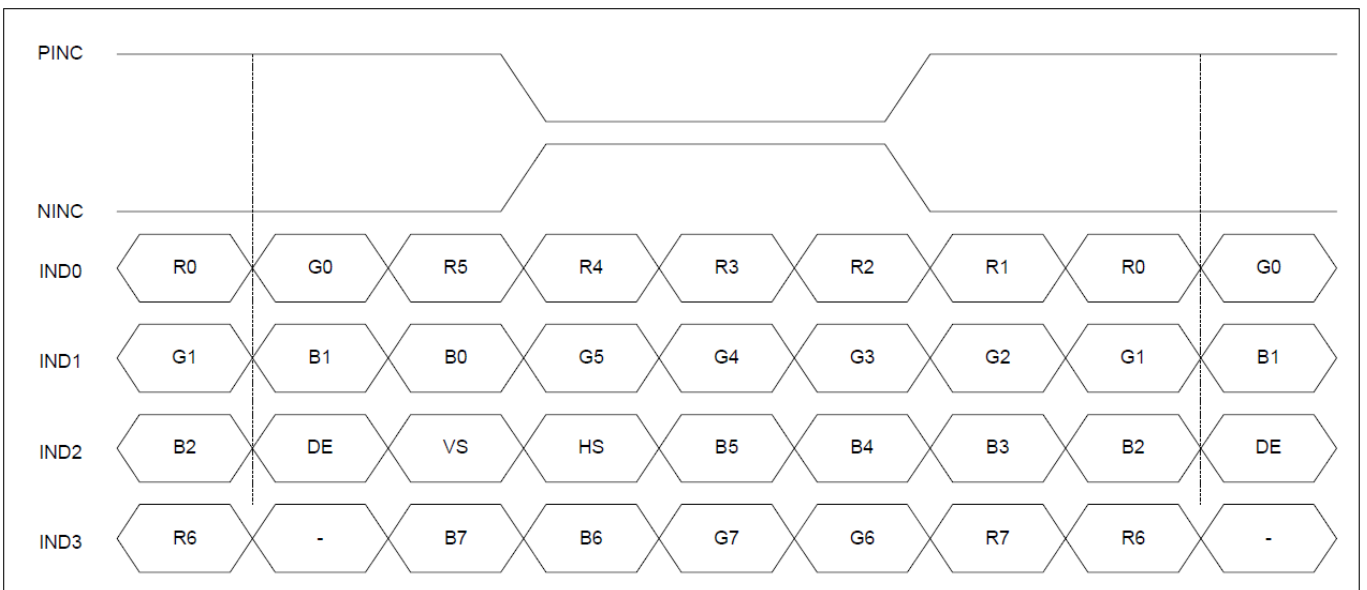 PINC
NINC
IND0 R0 G0 R5 R4 R3 R2 R1 R0 G0
IND1 G1 B1 B0 G5 G4 G3 G2 G1 B1
IND2 B2 DE VS HS B5 B4 B3 B2 DE
IND3 R6 - B7 B6 G7 G6 R7 R6 -